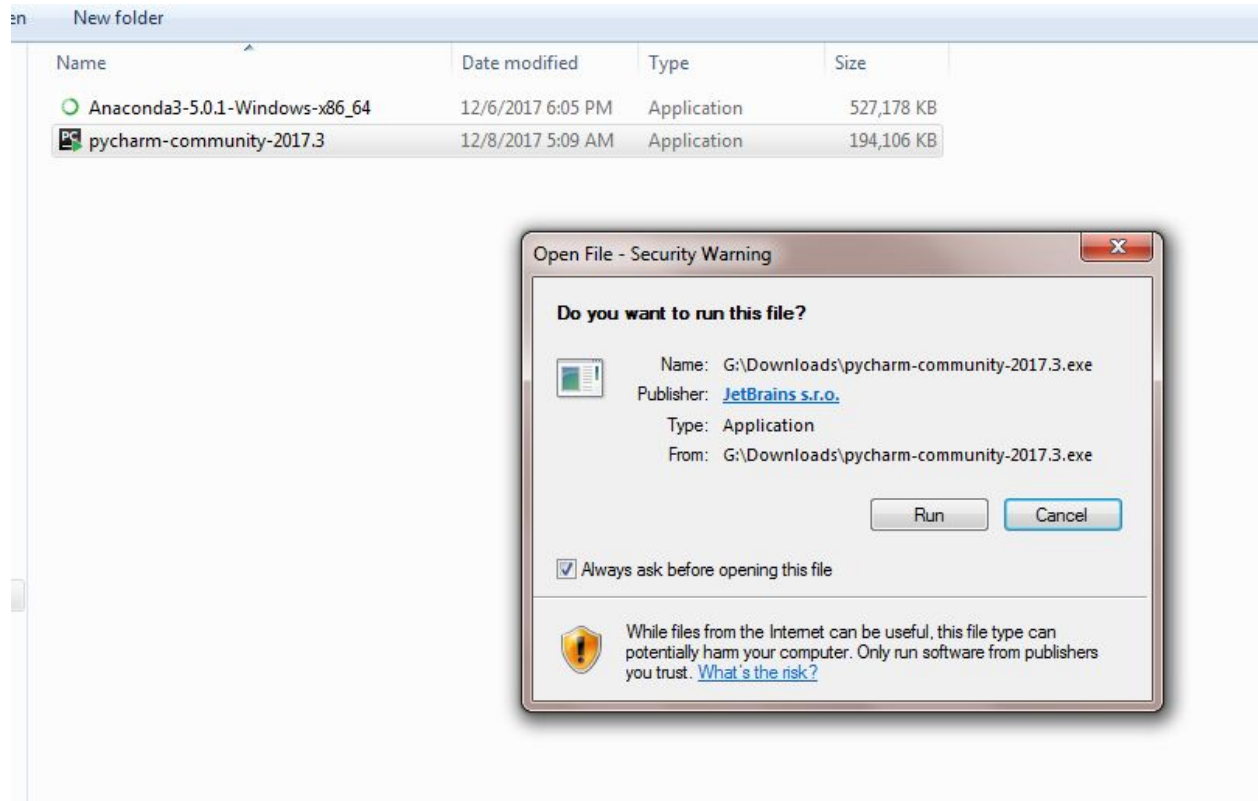 en New folder
Name Date modified Type Size
Anaconda3-5.0.1-Windows-x86_64 12/6/2017 6:05 PM Application 527,178 KB
pycharm-community-2017.3 12/8/2017 5:09 AM Application 194,106 KB
Open File - Security Warning
Do you want to run this file?
Name: G:\Downloads\pycharm-community-2017.3.exe
Publisher: JetBrains s.r.o.
Type: Application
From: G:\Downloads\pycharm-community-2017.3.exe
Run Cancel
Always ask before opening this file
While files from the Internet can be useful, this file type can
potentially harm your computer. Only run software from publishers
you trust. What's the risk?